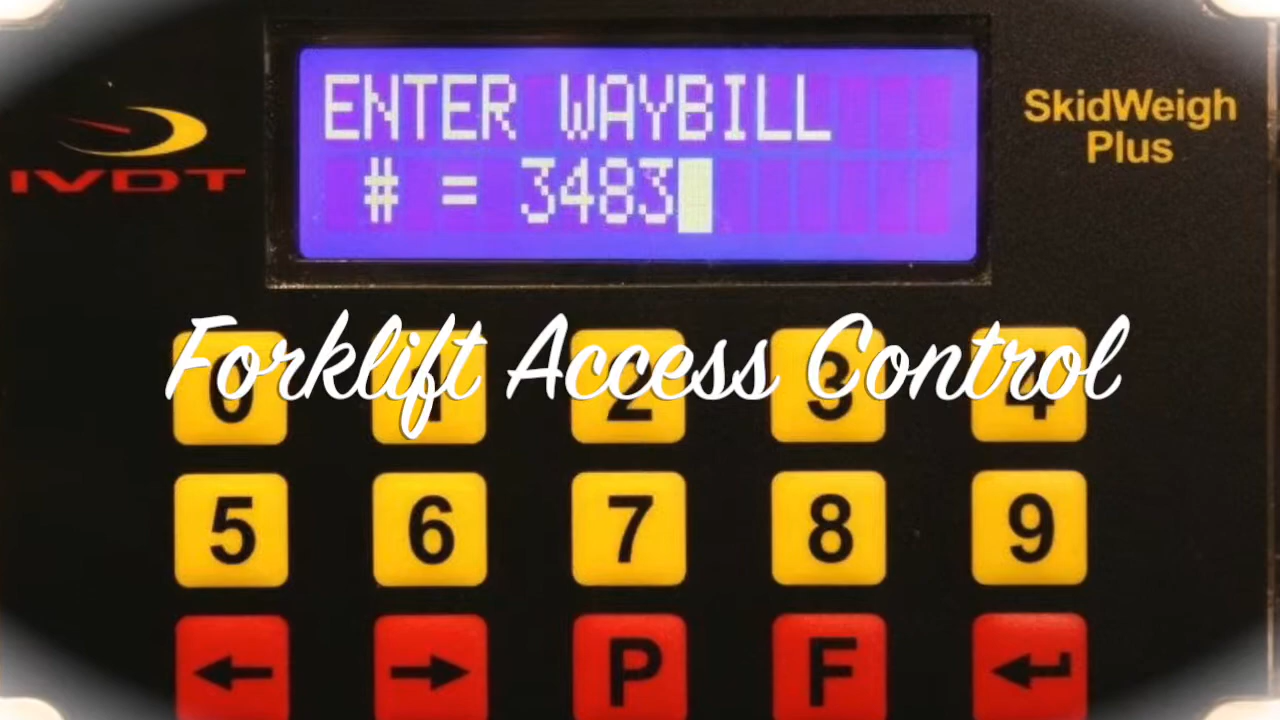 ENTER WAYBILL
# = 3483
IVDT
SkidWeigh
Plus
Forklift Access Control
0 1 2 3 4
5 6 7 8 9
← → P F ↵